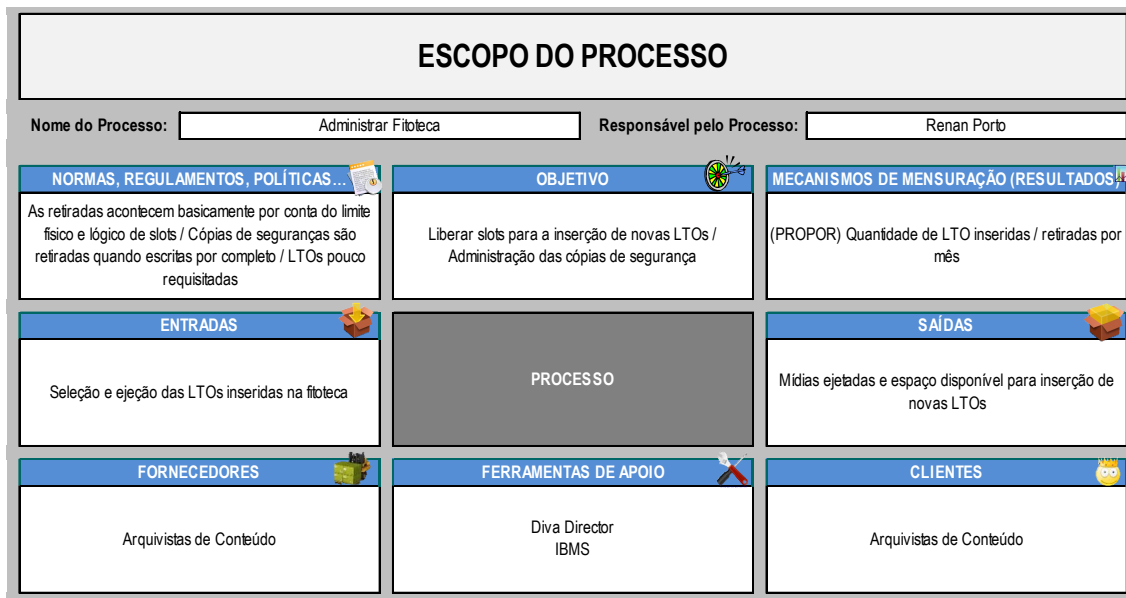 ESCOPO DO PROCESSO
Nome do Processo: Administrar Fitoteca Responsável pelo Processo: Renan Porto
NORMAS, REGULAMENTOS, POLÍTICAS...
As retiradas acontecem basicamente por conta do limite
físico e lógico de slots / Cópias de seguranças são
retiradas quando escritas por completo / LTOs pouco
requisitadas
OBJETIVO
Liberar slots para a inserção de novas LTOs /
Administração das cópias de segurança
MECANISMOS DE MENSURAÇÃO (RESULTADOS)
(PROPOR) Quantidade de LTO inseridas / retiradas por
mês
ENTRADAS
Seleção e ejeção das LTOs inseridas na fitoteca
PROCESSO
SAÍDAS
Mídias ejetadas e espaço disponível para inserção de
novas LTOs
FORNECEDORES
Arquivistas de Conteúdo
FERRAMENTAS DE APOIO
Diva Director
IBMS
CLIENTES
Arquivistas de Conteúdo